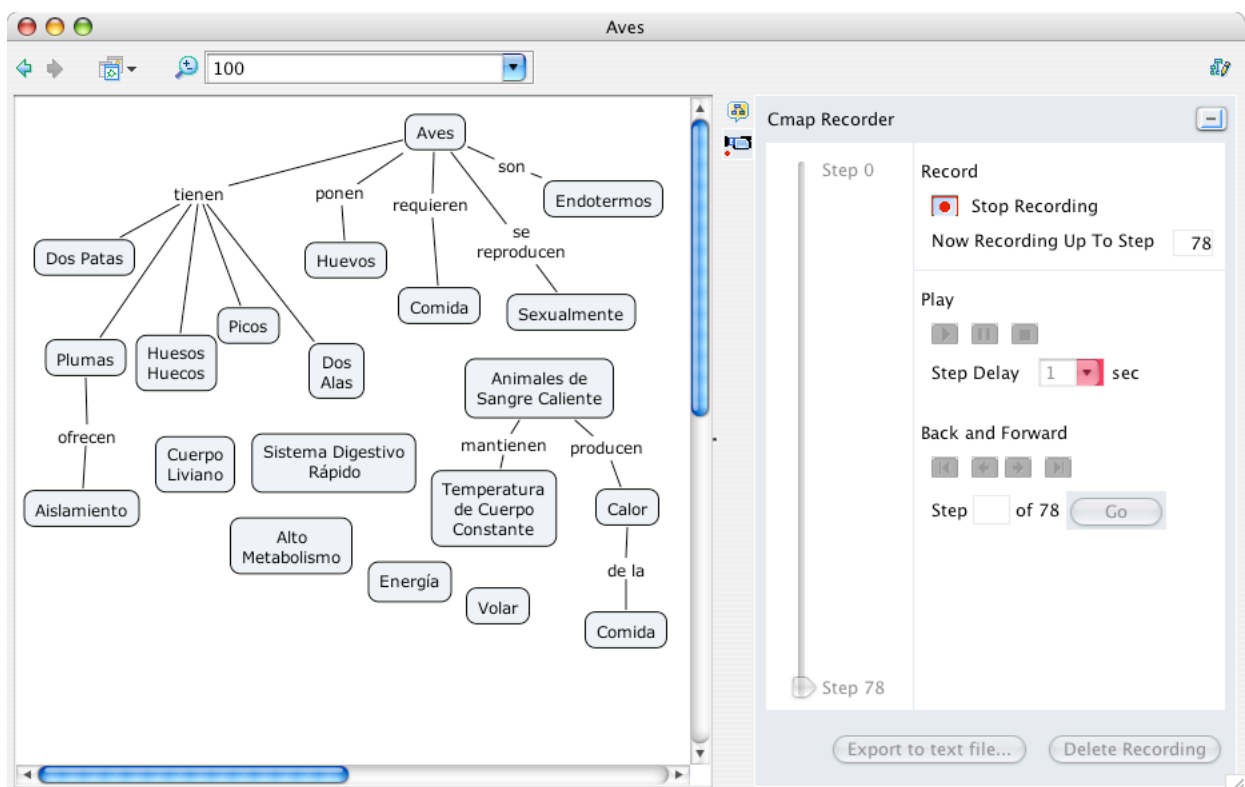 Aves
100
Aves
son
Endotermos
tienen
ponen
requieren
se
reproducen
Dos Patas
Huevos
Comida
Sexualmente
Picos
Plumas
Huesos
Huecos
Dos
Alas
Animales de
Sangre Caliente
ofrecen
mantienen
producen
Cuerpo
Liviano
Sistema Digestivo
Rápido
Aislamiento
Temperatura
de Cuerpo
Constante
Calor
Alto
Metabolismo
Energía
de la
Volar
Comida
Cmap Recorder
Step 0
Step 78
Record
Stop Recording
Now Recording Up To Step 78
Play
Step Delay 1 sec
Back and Forward
Step of 78 Go
Export to text file... Delete Recording